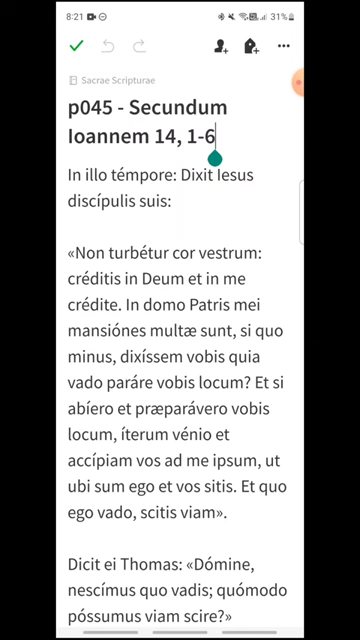 8:21
31%
Sacrae Scripturae
p045 - Secundum
Ioannem 14, 1-6
In illo témpore: Dixit Iesus
discípulis suis:
«Non turbétur cor vestrum:
créditis in Deum et in me
crédite. In domo Patris mei
mansiónes multæ sunt, si quo
minus, dixíssem vobis quia
vado paráre vobis locum? Et si
abíero et præparávero vobis
locum, íterum vénio et
accípiam vos ad me ipsum, ut
ubi sum ego et vos sitis. Et quo
ego vado, scitis viam».
Dicit ei Thomas: «Dómine,
nescímus quo vadis; quómodo
póssumus viam scire?»